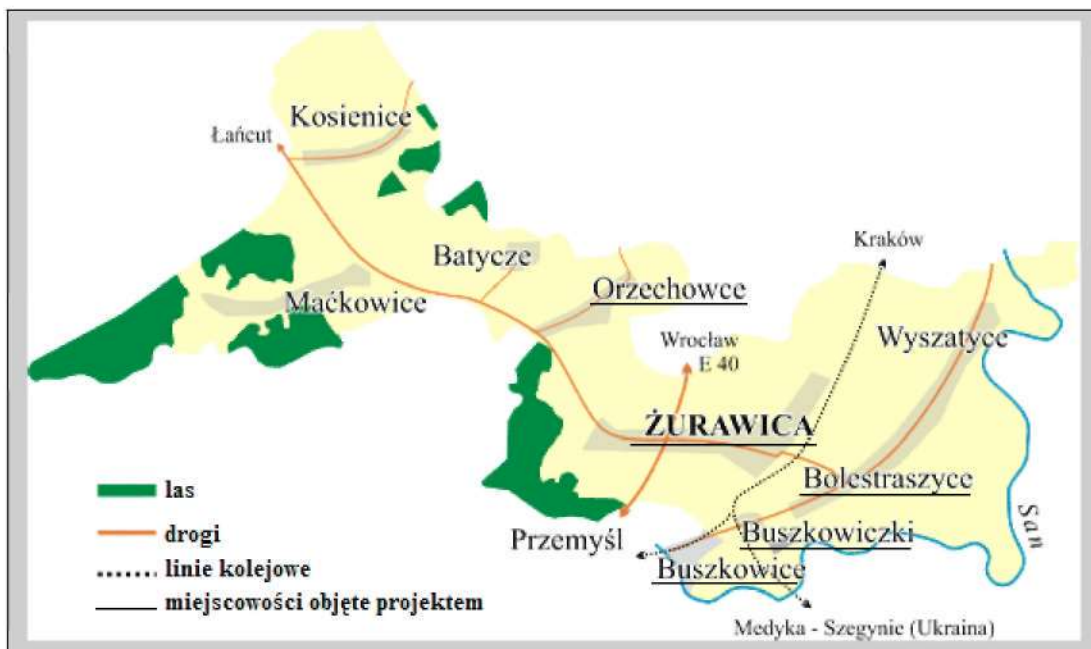 Kosienice
Łańcut
Kraków
Batycze
Orzechowce
Maćkowice
Wyszatyce
Wrocław
E 40
ŻURAWICA
Bolestraszyce
las
San
drogi
Przemyśl
Buszkowiczki
linie kolejowe
Buszkowice
miejscowości objęte projektem
Medyka - Szegynie (Ukraina)